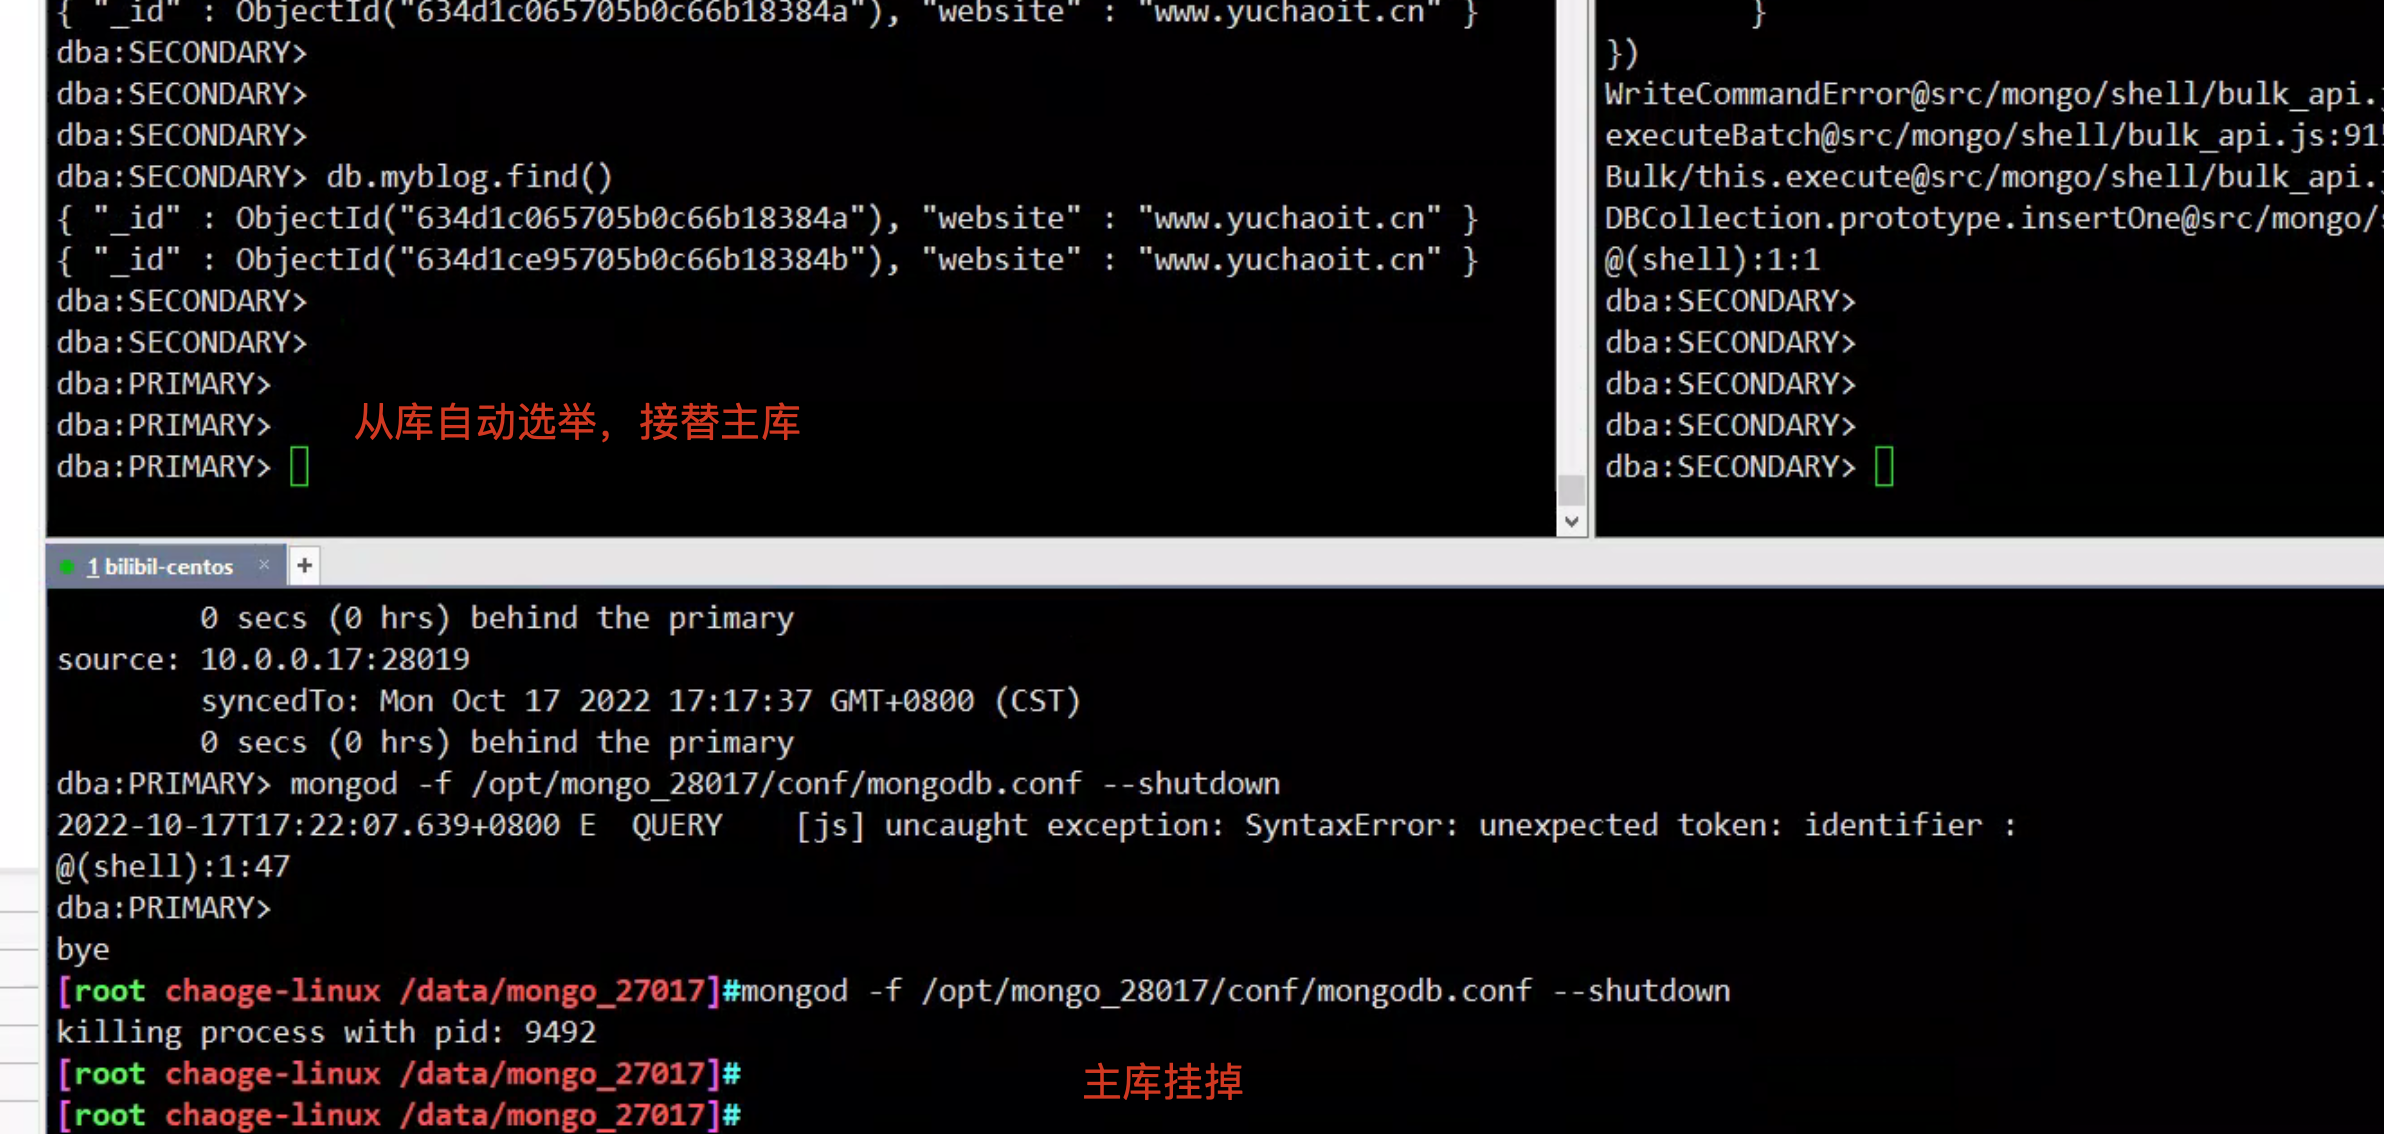 { "_id" : ObjectId("634d1c065705b0c66b18384a"), "website" : "www.yuchaoit.cn" }
dba:SECONDARY>
dba:SECONDARY>
dba:SECONDARY>
dba:SECONDARY> db.myblog.find()
{ "_id" : ObjectId("634d1c065705b0c66b18384a"), "website" : "www.yuchaoit.cn" }
{ "_id" : ObjectId("634d1ce95705b0c66b18384b"), "website" : "www.yuchaoit.cn" }
dba:SECONDARY>
dba:SECONDARY>
dba:PRIMARY>
dba:PRIMARY>
从库自动选举，接替主库
dba:PRIMARY>
}
})
WriteCommandError@src/mongo/shell/bulk_api.
executeBatch@src/mongo/shell/bulk_api.js:91
Bulk/this.execute@src/mongo/shell/bulk_api.
DBCollection.prototype.insertOne@src/mongo/
@(shell):1:1
dba:SECONDARY>
dba:SECONDARY>
dba:SECONDARY>
dba:SECONDARY>
dba:SECONDARY>
1 bilibil-centos × +
0 secs (0 hrs) behind the primary
source: 10.0.0.17:28019
syncedTo: Mon Oct 17 2022 17:17:37 GMT+0800 (CST)
0 secs (0 hrs) behind the primary
dba:PRIMARY> mongod -f /opt/mongo_28017/conf/mongodb.conf --shutdown
2022-10-17T17:22:07.639+0800 E QUERY [js] uncaught exception: SyntaxError: unexpected token: identifier :
@(shell):1:47
dba:PRIMARY>
bye
[root chaoge-linux /data/mongo_27017]#mongod -f /opt/mongo_28017/conf/mongodb.conf --shutdown
killing process with pid: 9492
[root chaoge-linux /data/mongo_27017]#
主库挂掉
[root chaoge-linux /data/mongo_27017]#